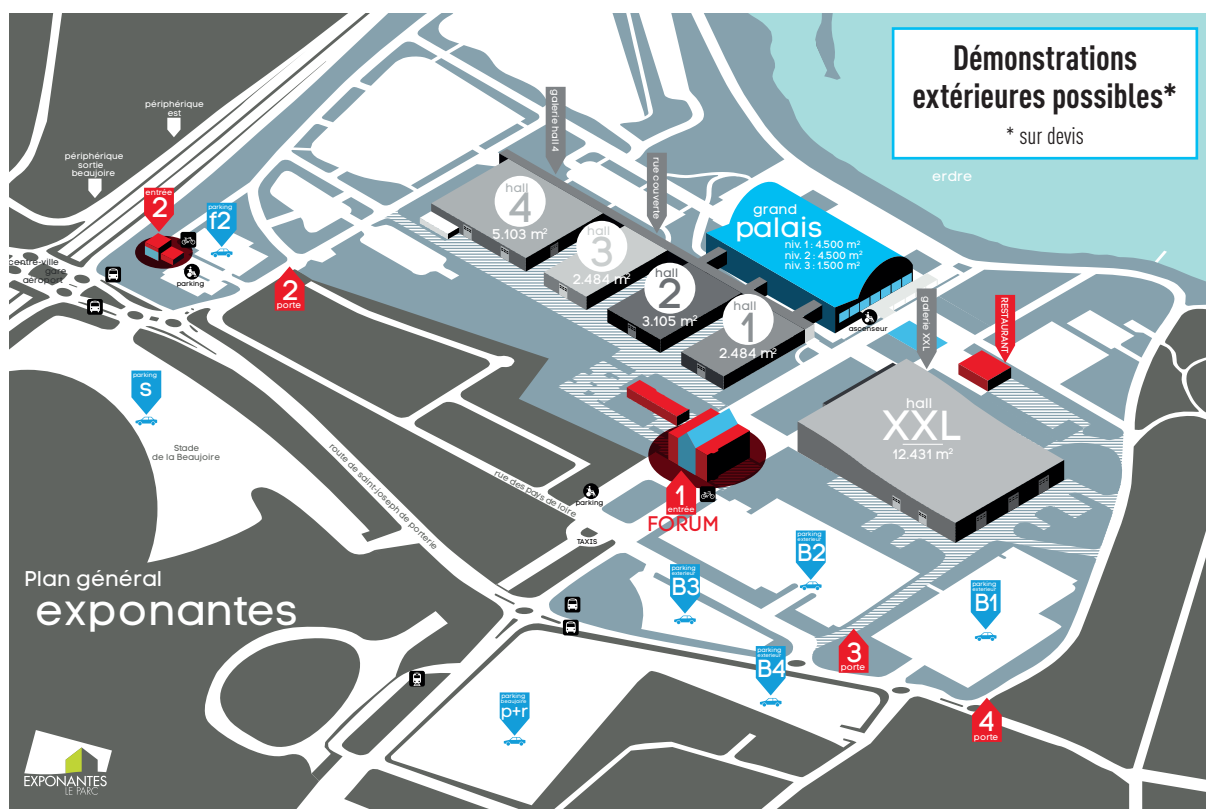 Démonstrations
extérieures possibles*
* sur devis
erdre
périphérique
est
périphérique
sortie
beaujoire
entrée
2
parking
f2
parking
centre-ville
gare
aéroport
2
porte
galerie hall 4
rue couverte
hall
4
5.103 m²
hall
3
2.484 m²
hall
2
3.105 m²
hall
1
2.484 m²
grand
palais
niv. 1 : 4.500 m²
niv. 2 : 4.500 m²
niv. 3 : 1.500 m²
ascenseur
galerie XXL
RESTAURANT
hall
XXL
12.431 m²
parking
s
Stade
de la Beaujoire
route de saint-joseph de porterie
rue des pays de loire
parking
TAXIS
1
entrée
FORUM
parking
exterieur
B2
parking
exterieur
B3
parking
exterieur
B1
parking
exterieur
B4
3
porte
4
porte
parking
beaujoire
p+r
Plan général
exponantes
EXPONANTES
LE PARC